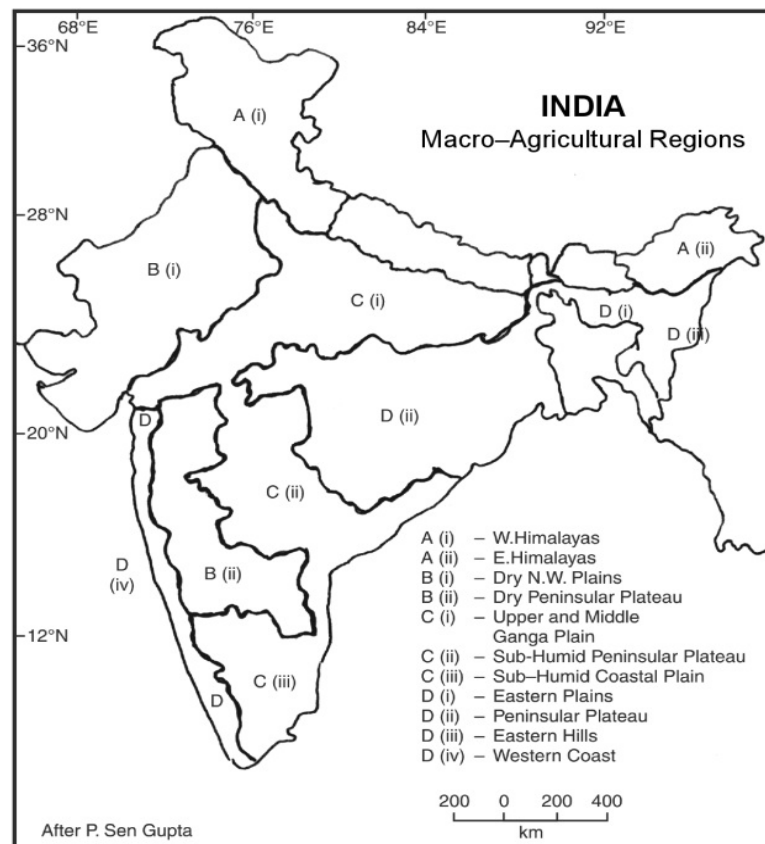 68°E 76°E 84°E 92°E
36°N
INDIA
Macro–Agricultural Regions
A (i)
28°N
A (ii)
B (i)
C (i)
D (i)
D (iii)
D
D (ii)
20°N
C (ii)
D
(iv)
B (ii)
12°N
C (iii)
D
A (i) – W.Himalayas
A (ii) – E.Himalayas
B (i) – Dry N.W. Plains
B (ii) – Dry Peninsular Plateau
C (i) – Upper and Middle
Ganga Plain
C (ii) – Sub-Humid Peninsular Plateau
C (iii) – Sub–Humid Coastal Plain
D (i) – Eastern Plains
D (ii) – Peninsular Plateau
D (iii) – Eastern Hills
D (iv) – Western Coast
200 0 200 400
km
After P. Sen Gupta